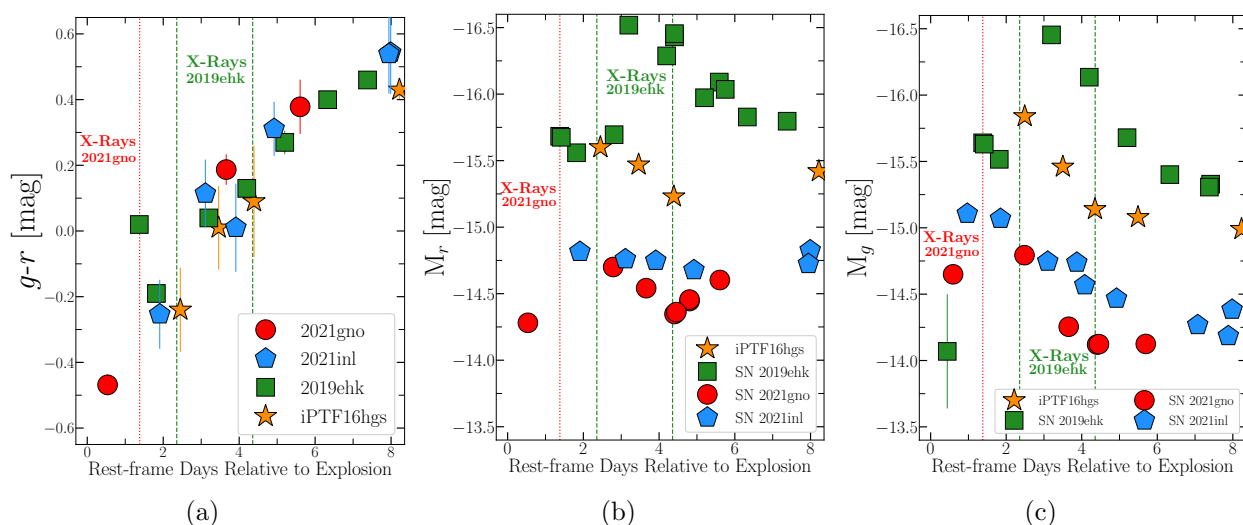 0.6
0.4
0.2
0.0
−0.2
−0.4
−0.6
g-r [mag]
X-Rays
2019ehk
X-Rays
2021gno
2021gno
2021inl
2019ehk
iPTF16hgs
0 2 4 6 8
Rest-frame Days Relative to Explosion
(a)
−16.5
−16.0
−15.5
−15.0
−14.5
−14.0
−13.5
M_r [mag]
X-Rays
2019ehk
X-Rays
2021gno
iPTF16hgs
SN 2019ehk
SN 2021gno
SN 2021inl
0 2 4 6 8
Rest-frame Days Relative to Explosion
(b)
−16.5
−16.0
−15.5
−15.0
−14.5
−14.0
−13.5
M_g [mag]
X-Rays
2021gno
X-Rays
2019ehk
iPTF16hgs SN 2021gno
SN 2019ehk SN 2021inl
0 2 4 6 8
Rest-frame Days Relative to Explosion
(c)